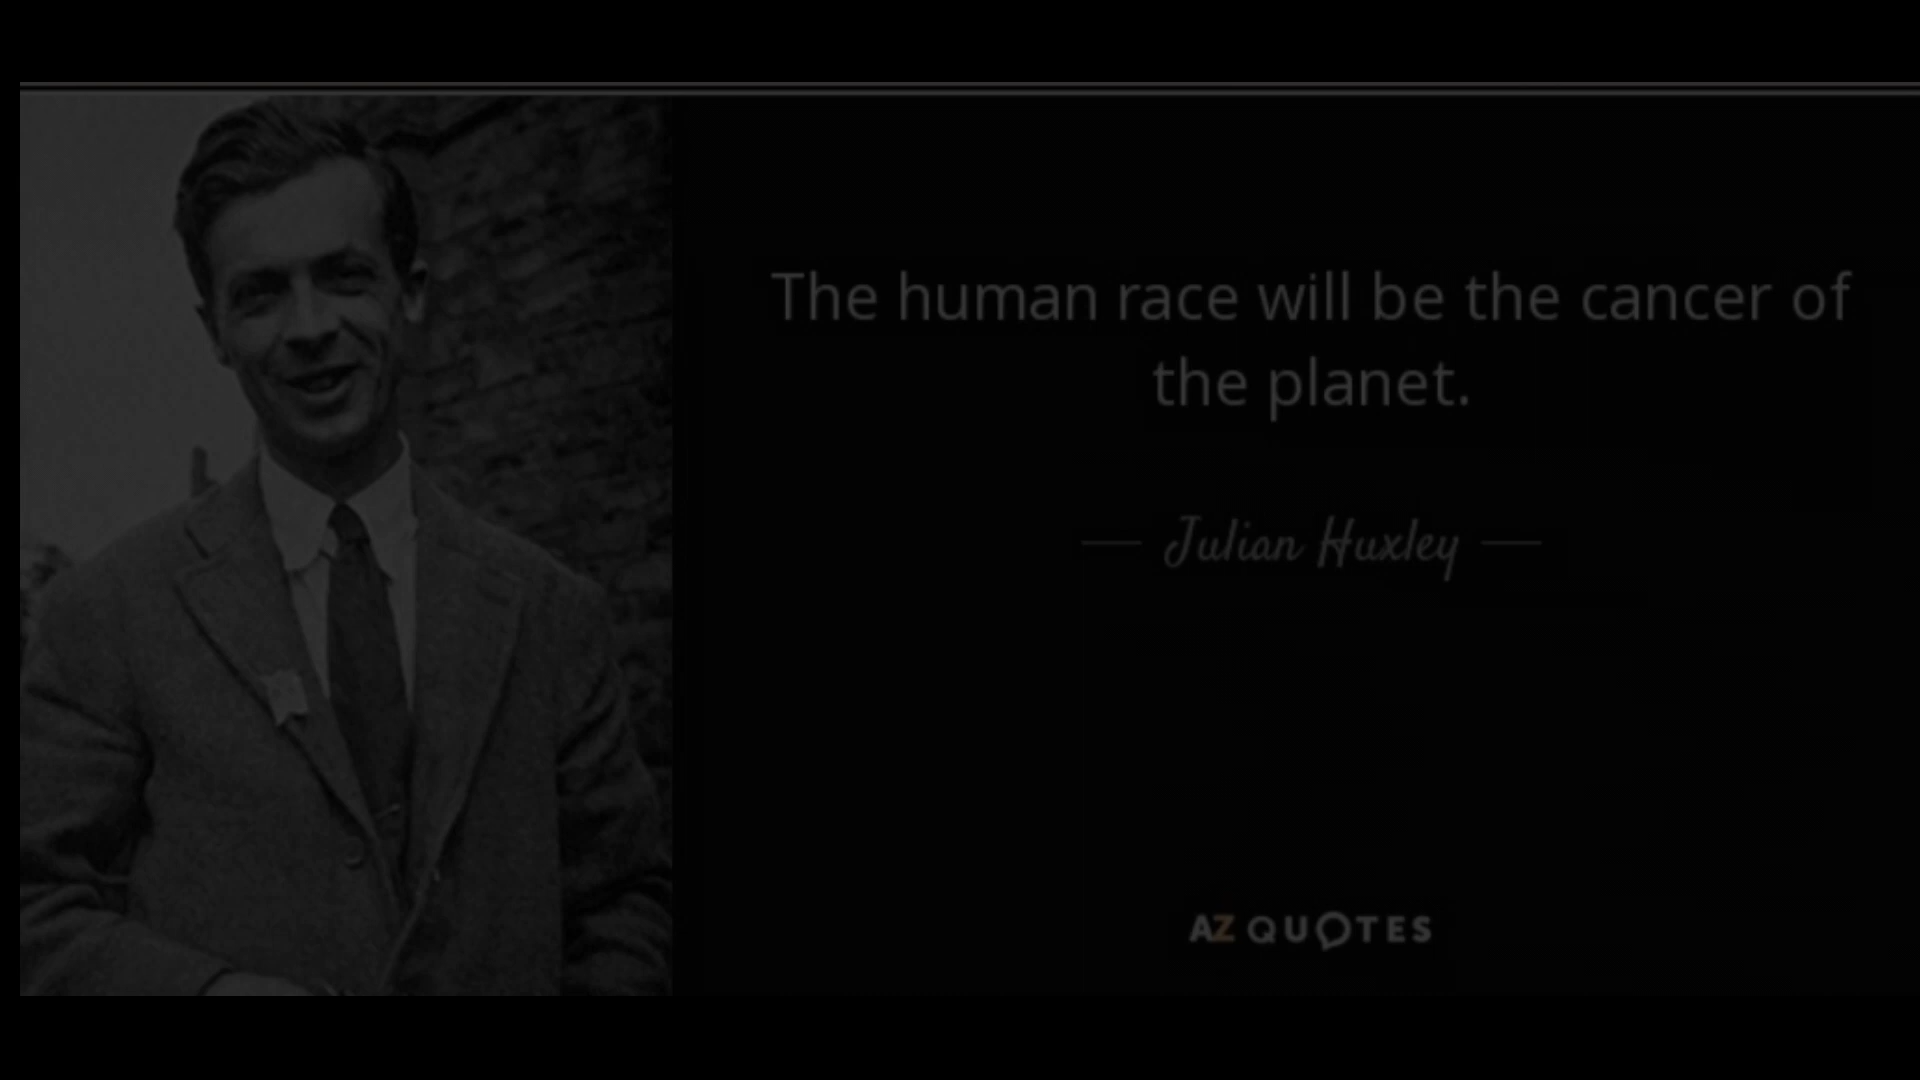 The human race will be the cancer of
the planet.
— Julian Huxley —
AZ QUOTES